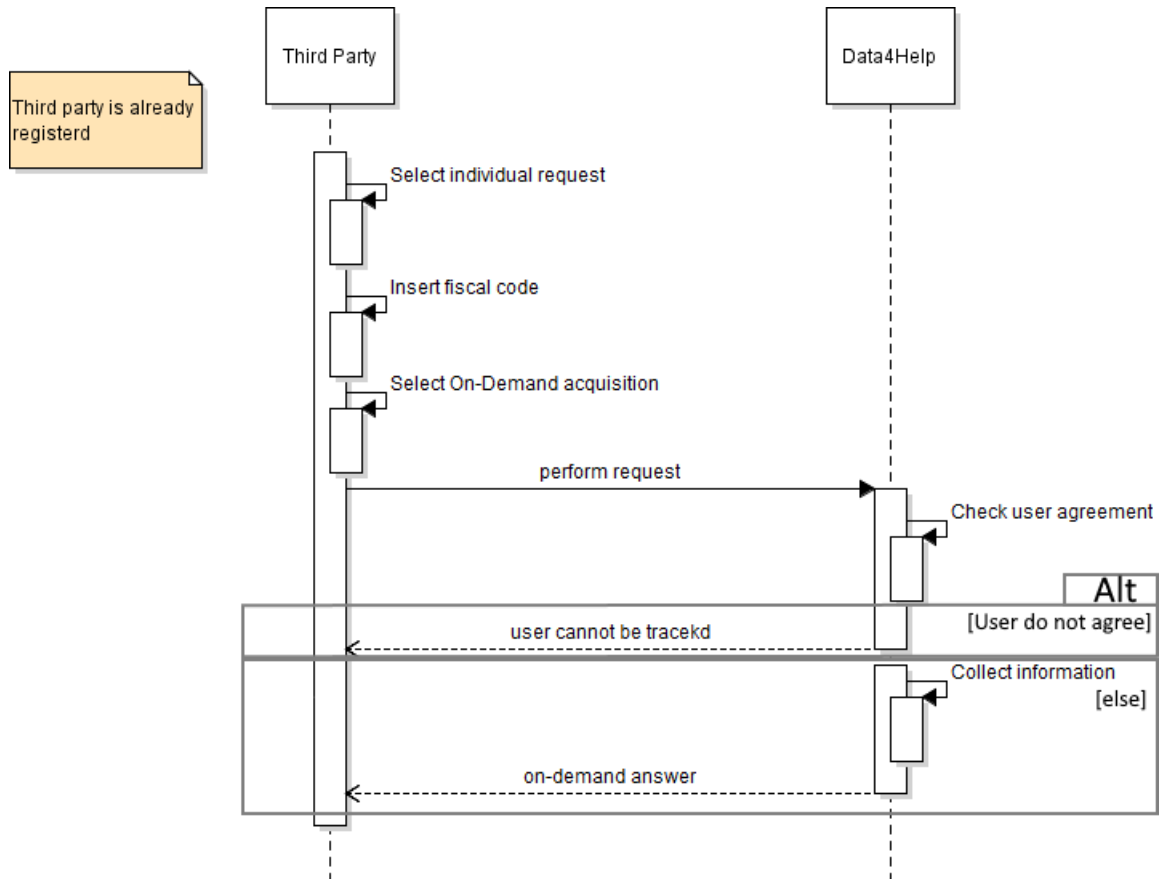 Third Party
Data4Help
Third party is already
registerd
Select individual request
Insert fiscal code
Select On-Demand acquisition
perform request
Check user agreement
Alt
[User do not agree]
user cannot be tracekd
Collect information
[else]
on-demand answer